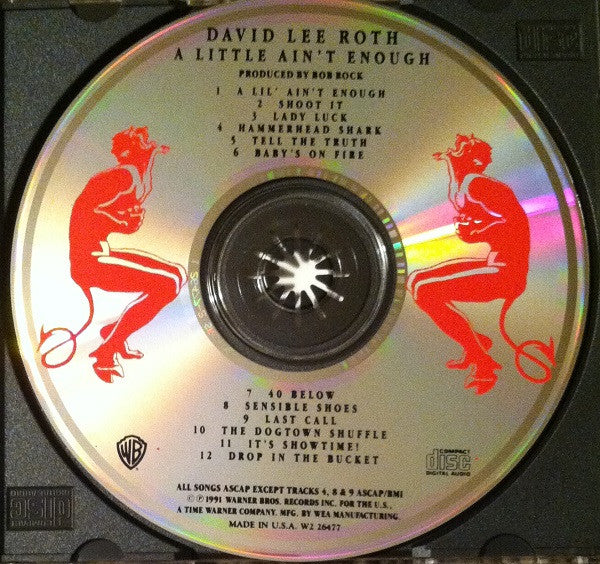 DAVID LEE ROTH
A LITTLE AIN'T ENOUGH
PRODUCED BY BOB ROCK
1 A LIL' AIN'T ENOUGH
2 SHOOT IT
3 LADY LUCK
4 HAMMERHEAD SHARK
5 TELL THE TRUTH
6 BABY'S ON FIRE
7 40 BELOW
8 SENSIBLE SHOES
9 LAST CALL
10 THE DOGTOWN SHUFFLE
11 IT'S SHOWTIME!
12 DROP IN THE BUCKET
WB
COMPACT
disc
DIGITAL AUDIO
ALL SONGS ASCAP EXCEPT TRACKS 4, 8 & 9 ASCAP/BMI
©℗1991 WARNER BROS. RECORDS INC. FOR THE U.S..
A TIME WARNER COMPANY. MFG. BY WEA MANUFACTURING.
MADE IN U.S.A. W2 26477